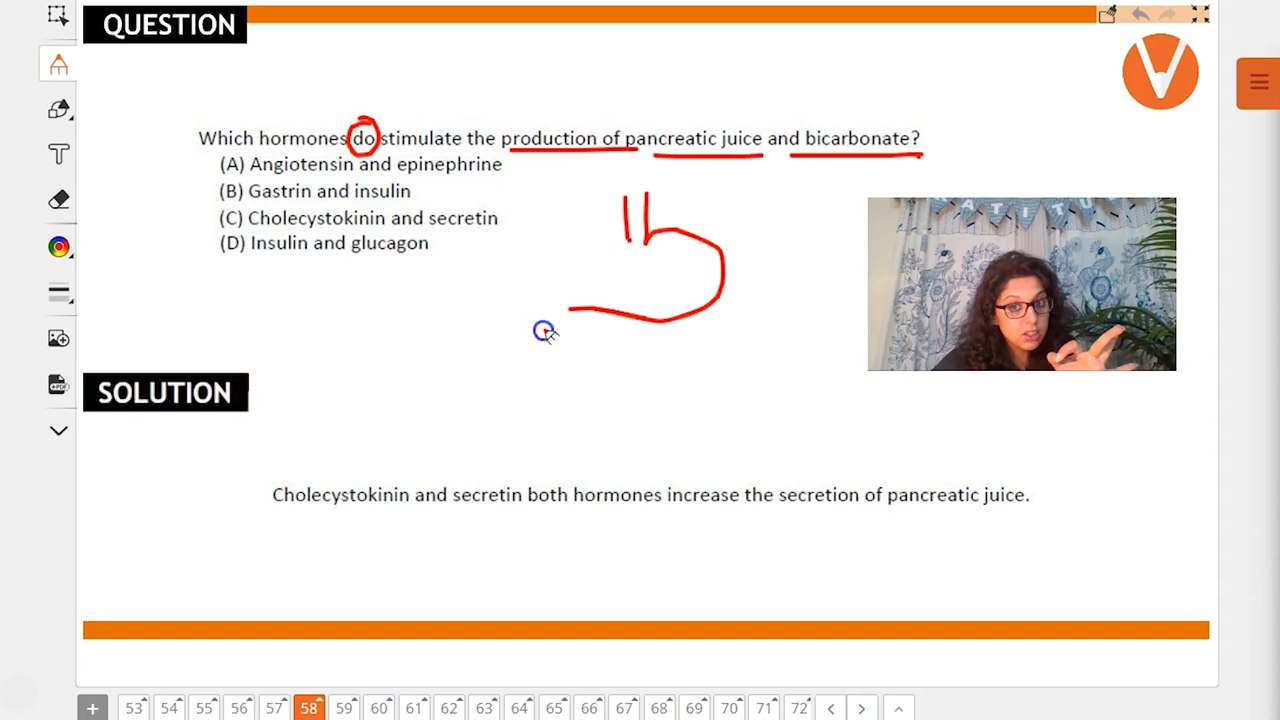 QUESTION
Which hormones do stimulate the production of pancreatic juice and bicarbonate?
(A) Angiotensin and epinephrine
(B) Gastrin and insulin
(C) Cholecystokinin and secretin
(D) Insulin and glucagon
SOLUTION
Cholecystokinin and secretin both hormones increase the secretion of pancreatic juice.
53 54 55 56 57 58 59 60 61 62 63 64 65 66 67 68 69 70 71 72